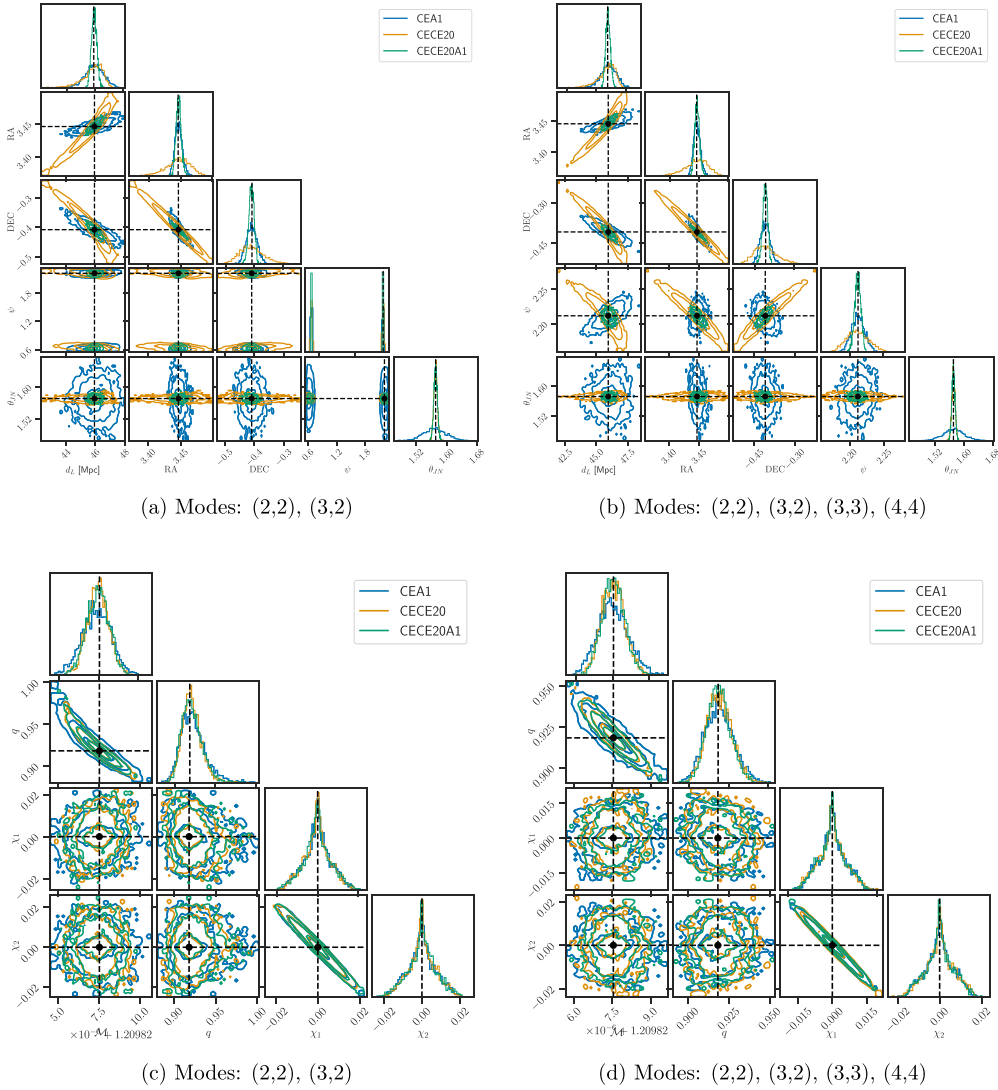 CEA1
CECE20
CECE20A1
RA
3.45
3.40
DEC
−0.3
−0.4
−0.5
ψ
1.8
1.2
0.6
θJN
1.60
1.52
44 46 48
dL [Mpc]
3.40 3.45
RA
−0.5 −0.4 −0.3
DEC
0.6 1.2 1.8
ψ
1.52 1.60 1.68
θJN
(a) Modes: (2,2), (3,2)
CEA1
CECE20
CECE20A1
RA
3.45
3.40
DEC
−0.30
−0.45
ψ
2.25
2.20
θJN
1.60
1.52
42.5 45.0 47.5
dL [Mpc]
3.40 3.45
RA
−0.45 −0.30
DEC
2.20 2.25
ψ
1.52 1.60 1.68
θJN
(b) Modes: (2,2), (3,2), (3,3), (4,4)
CEA1
CECE20
CECE20A1
q
1.00
0.95
0.90
χ1
0.02
0.00
−0.02
χ2
0.02
0.00
−0.02
5.0 7.5 10.0
0.90 0.95 1.00
q
−0.02 0.00 0.02
χ1
−0.02 0.00 0.02
χ2
(c) Modes: (2,2), (3,2)
CEA1
CECE20
CECE20A1
q
0.950
0.925
0.900
χ1
0.015
0.000
−0.015
χ2
0.02
0.00
−0.02
6.0 7.5 9.0
0.900 0.925 0.950
q
−0.015 0.000 0.015
χ1
−0.02 0.00 0.02
χ2
(d) Modes: (2,2), (3,2), (3,3), (4,4)